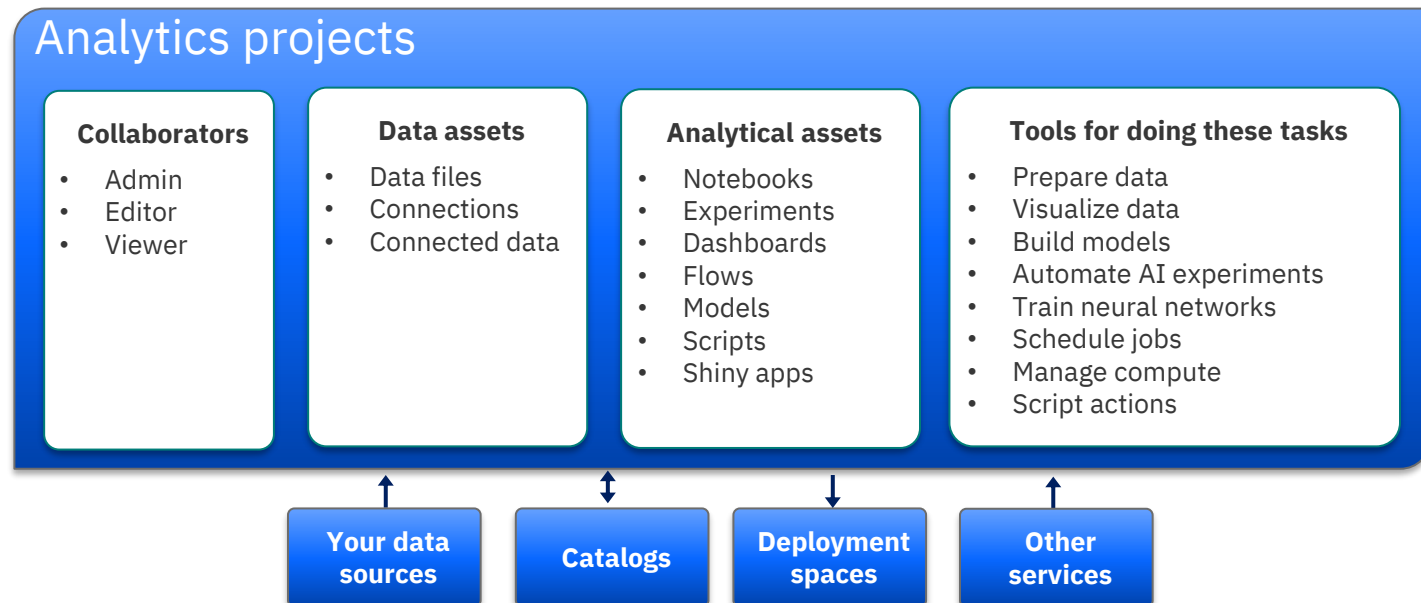 Analytics projects
Collaborators
• Admin
• Editor
• Viewer
Data assets
• Data files
• Connections
• Connected data
Analytical assets
• Notebooks
• Experiments
• Dashboards
• Flows
• Models
• Scripts
• Shiny apps
Tools for doing these tasks
• Prepare data
• Visualize data
• Build models
• Automate AI experiments
• Train neural networks
• Schedule jobs
• Manage compute
• Script actions
Your data
sources
Catalogs
Deployment
spaces
Other
services